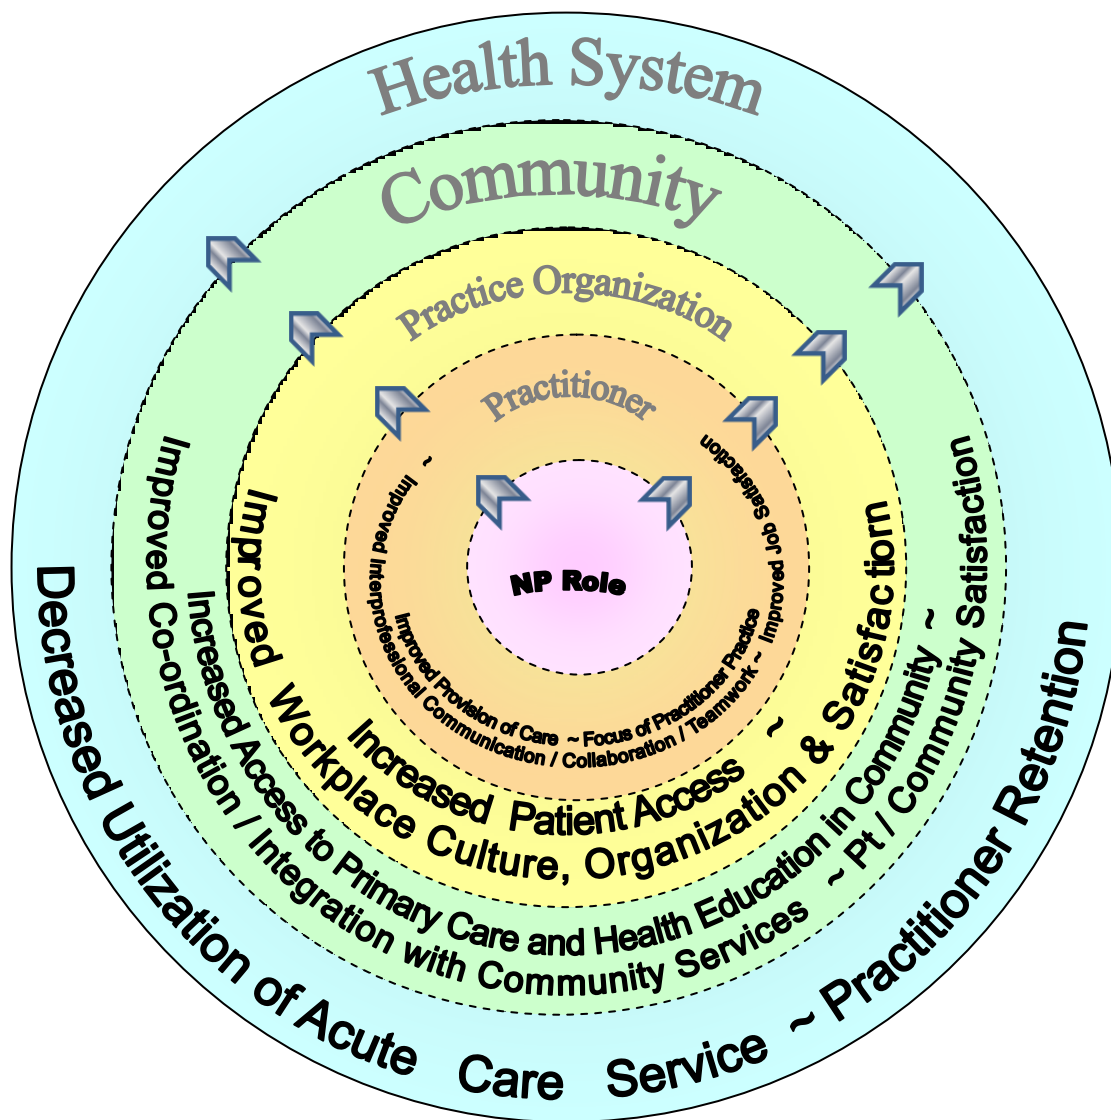 Health System
Community
Practice Organization
Practitioner
NP Role
Improved Provision of Care ~ Focus of Practitioner Practice
~ Improved Interprofessional Communication / Collaboration / Teamwork ~ Improved Job Satisfaction
Increased Patient Access ~
Improved Workplace Culture, Organization & Satisfaction
Increased Access to Primary Care and Health Education in Community ~
Improved Co-ordination / Integration with Community Services ~ Pt / Community Satisfaction
Decreased Utilization of Acute Care Service ~ Practitioner Retention